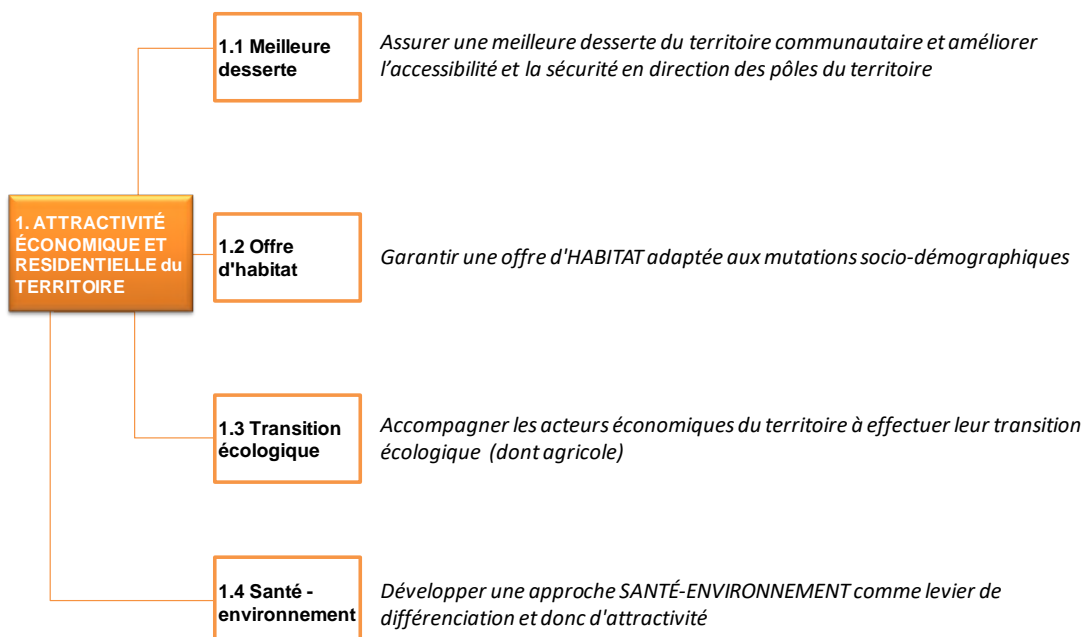 1.1 Meilleure
desserte
Assurer une meilleure desserte du territoire communautaire et améliorer
l'accessibilité et la sécurité en direction des pôles du territoire
1. ATTRACTIVITÉ
ÉCONOMIQUE ET
RESIDENTIELLE du
TERRITOIRE
1.2 Offre
d'habitat
Garantir une offre d'HABITAT adaptée aux mutations socio-démographiques
1.3 Transition
écologique
Accompagner les acteurs économiques du territoire à effectuer leur transition
écologique (dont agricole)
1.4 Santé -
environnement
Développer une approche SANTÉ-ENVIRONNEMENT comme levier de
différenciation et donc d'attractivité